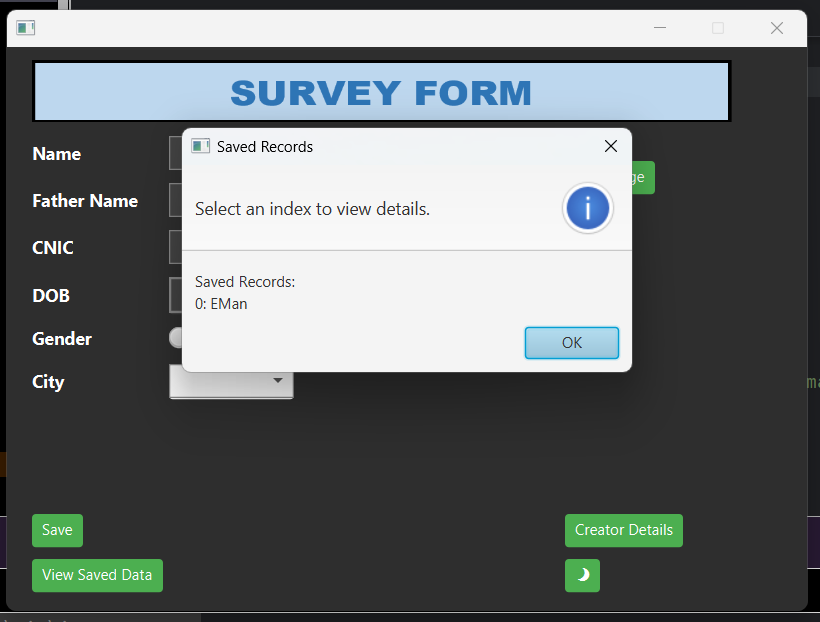 SURVEY FORM
Name
Father Name
CNIC
DOB
Gender
City
Saved Records
Select an index to view details.
Saved Records:
0: EMan
OK
Save
View Saved Data
Creator Details